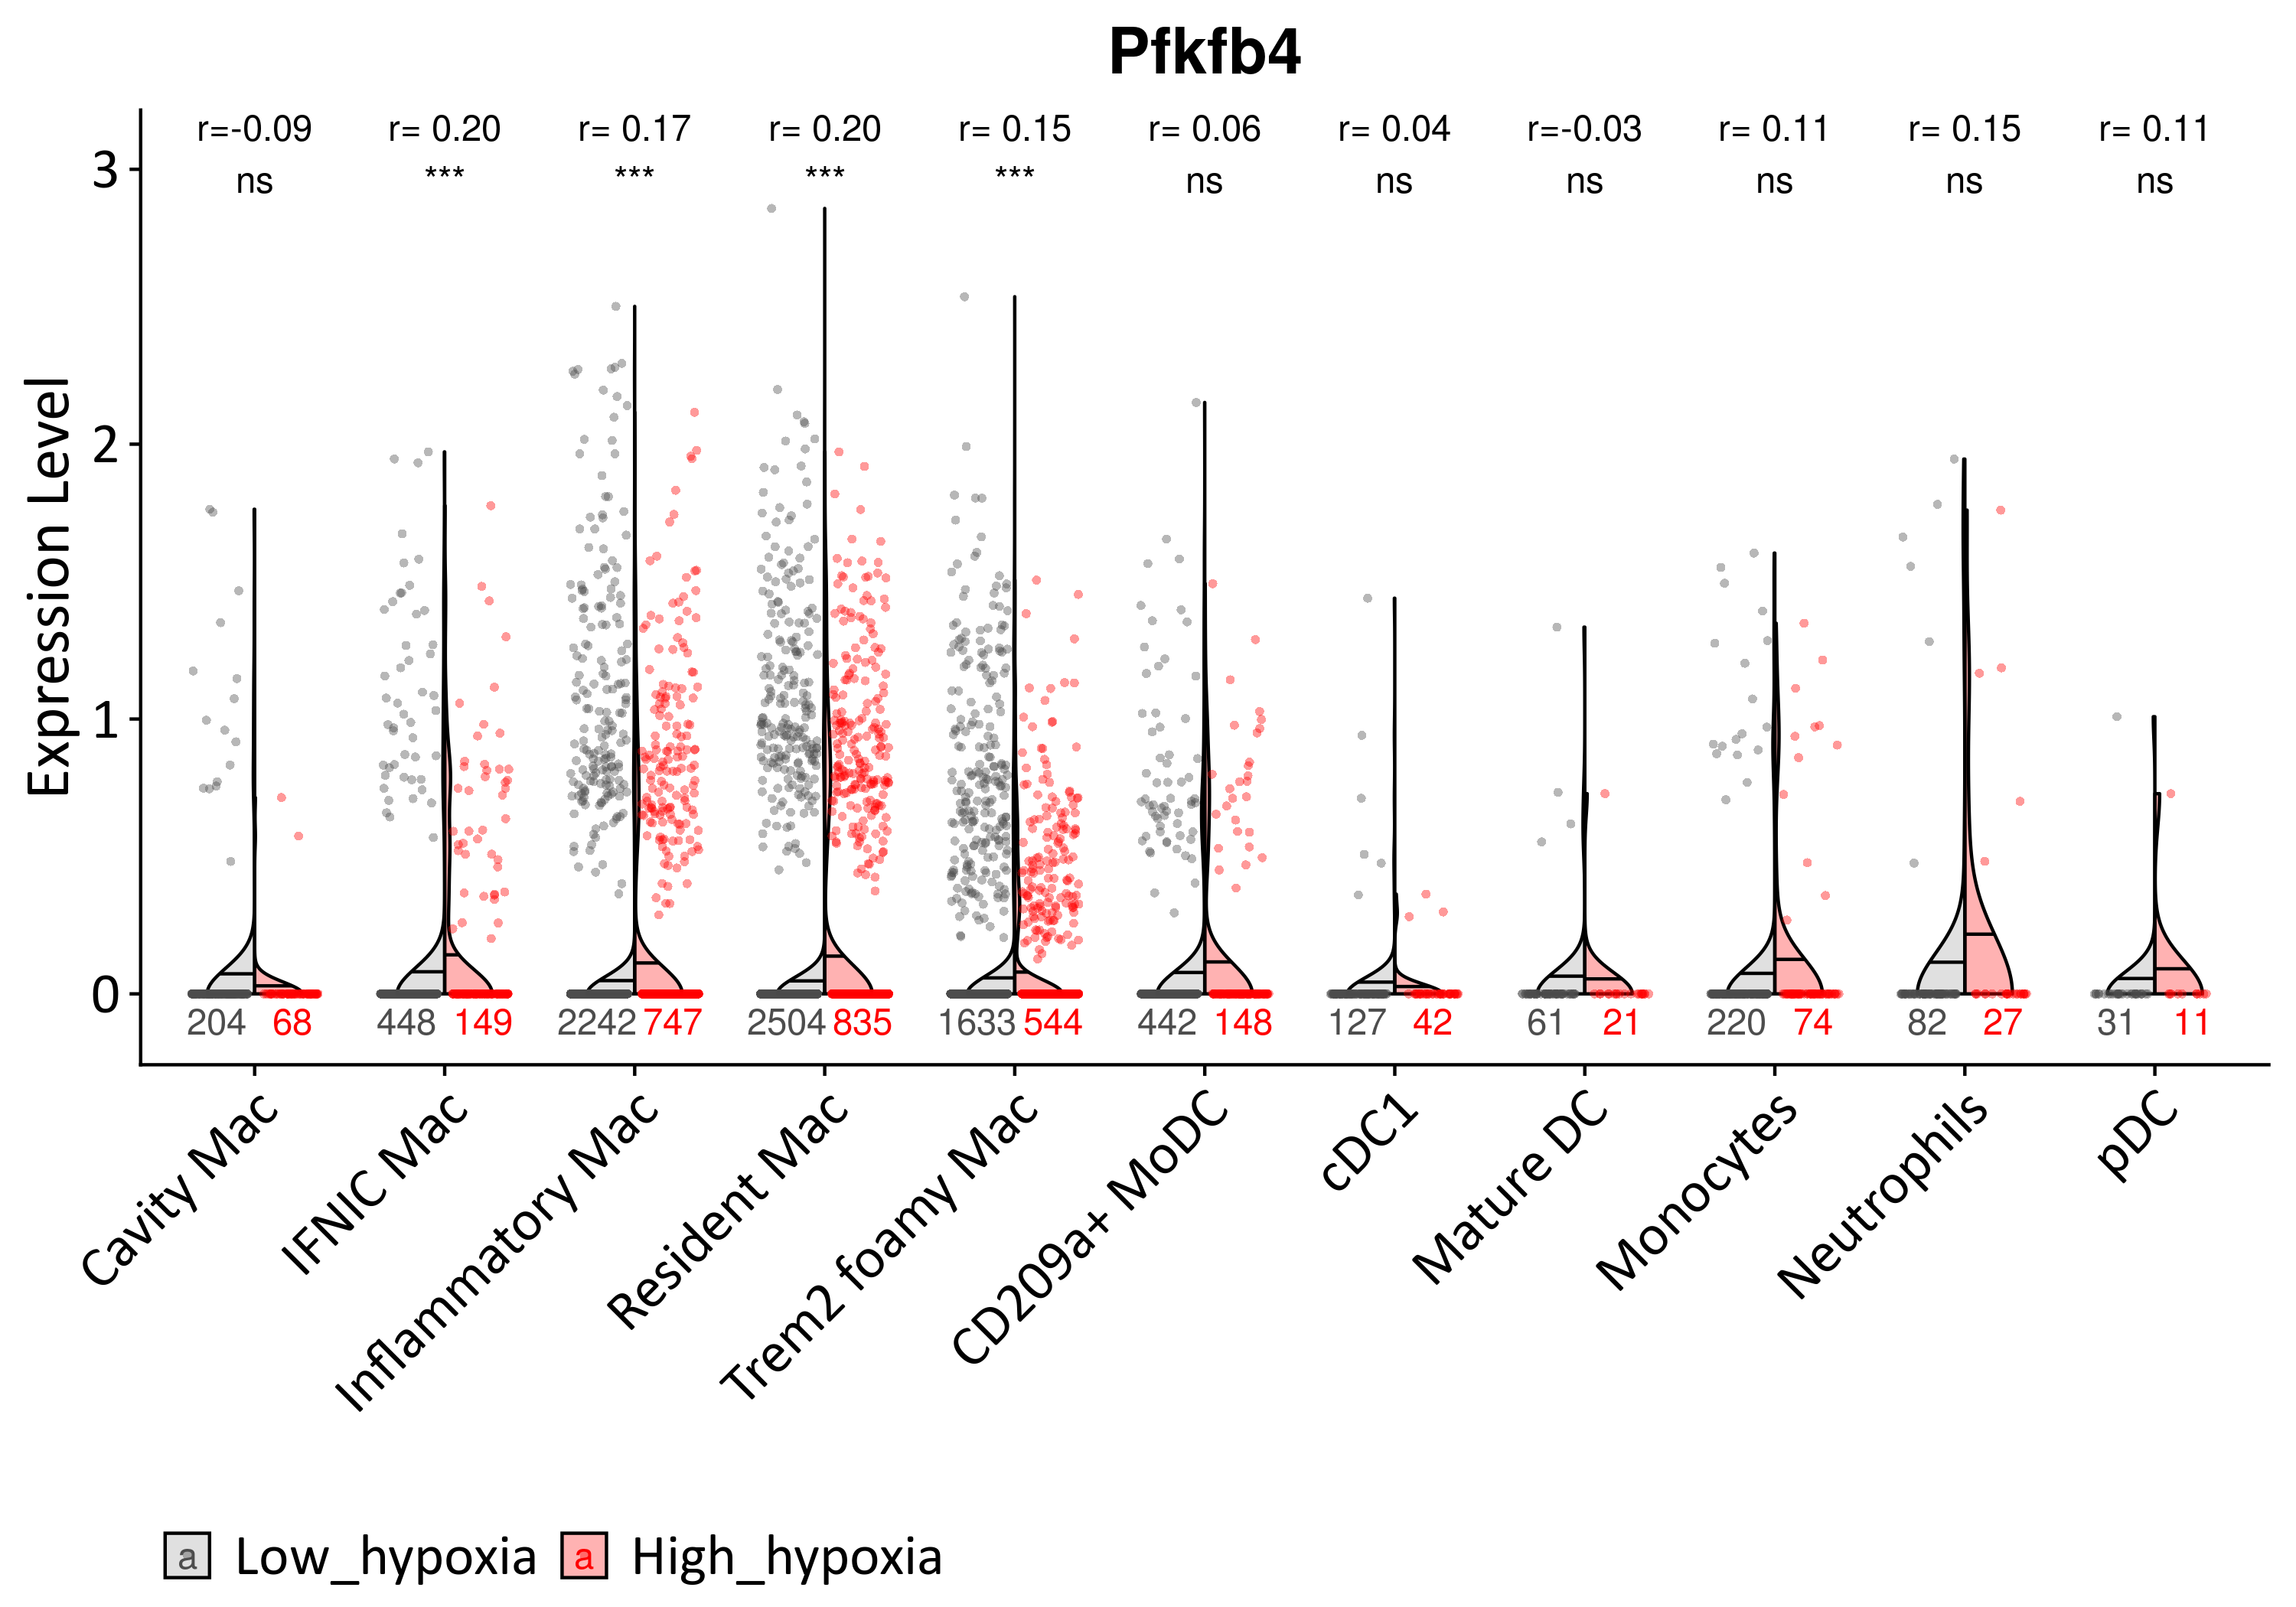 Pfkfb4
r=-0.09 r= 0.20 r= 0.17 r= 0.20 r= 0.15 r= 0.06 r= 0.04 r=-0.03 r= 0.11 r= 0.15 r= 0.11
ns *** *** *** *** ns ns ns ns ns ns
3
2
1
0
Expression Level
204 68 448 149 2242 747 2504 835 1633 544 442 148 127 42 61 21 220 74 82 27 31 11
Cavity Mac
IFNIC Mac
Inflammatory Mac
Resident Mac
Trem2 foamy Mac
CD209a+ MoDC
cDC1
Mature DC
Monocytes
Neutrophils
pDC
a Low_hypoxia a High_hypoxia